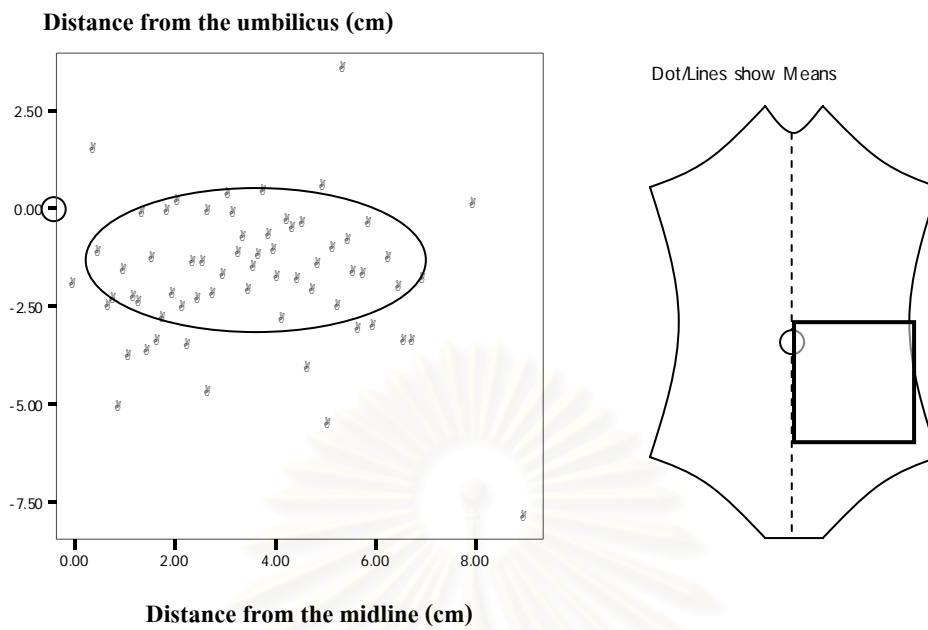 Distance from the umbilicus (cm)
Dot/Lines show Means
2.50
0.00
-2.50
-5.00
-7.50
0.00 2.00 4.00 6.00 8.00
Distance from the midline (cm)